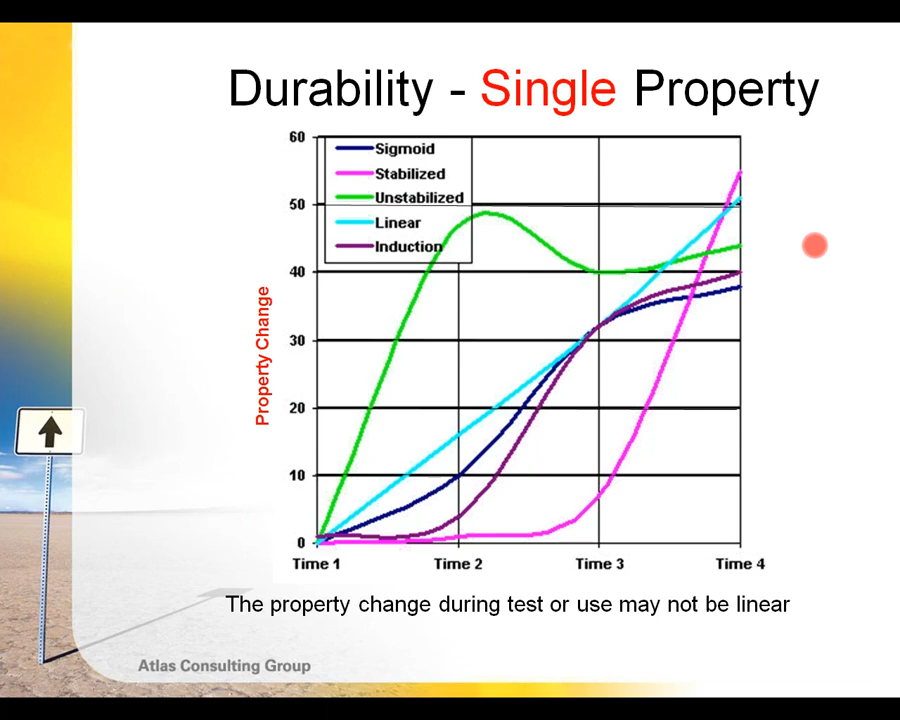 Durability - Single Property
60
Sigmoid
Stabilized
Unstabilized
50
Linear
Induction
40
Property Change
30
20
10
0
Time 1 Time 2 Time 3 Time 4
The property change during test or use may not be linear
Atlas Consulting Group